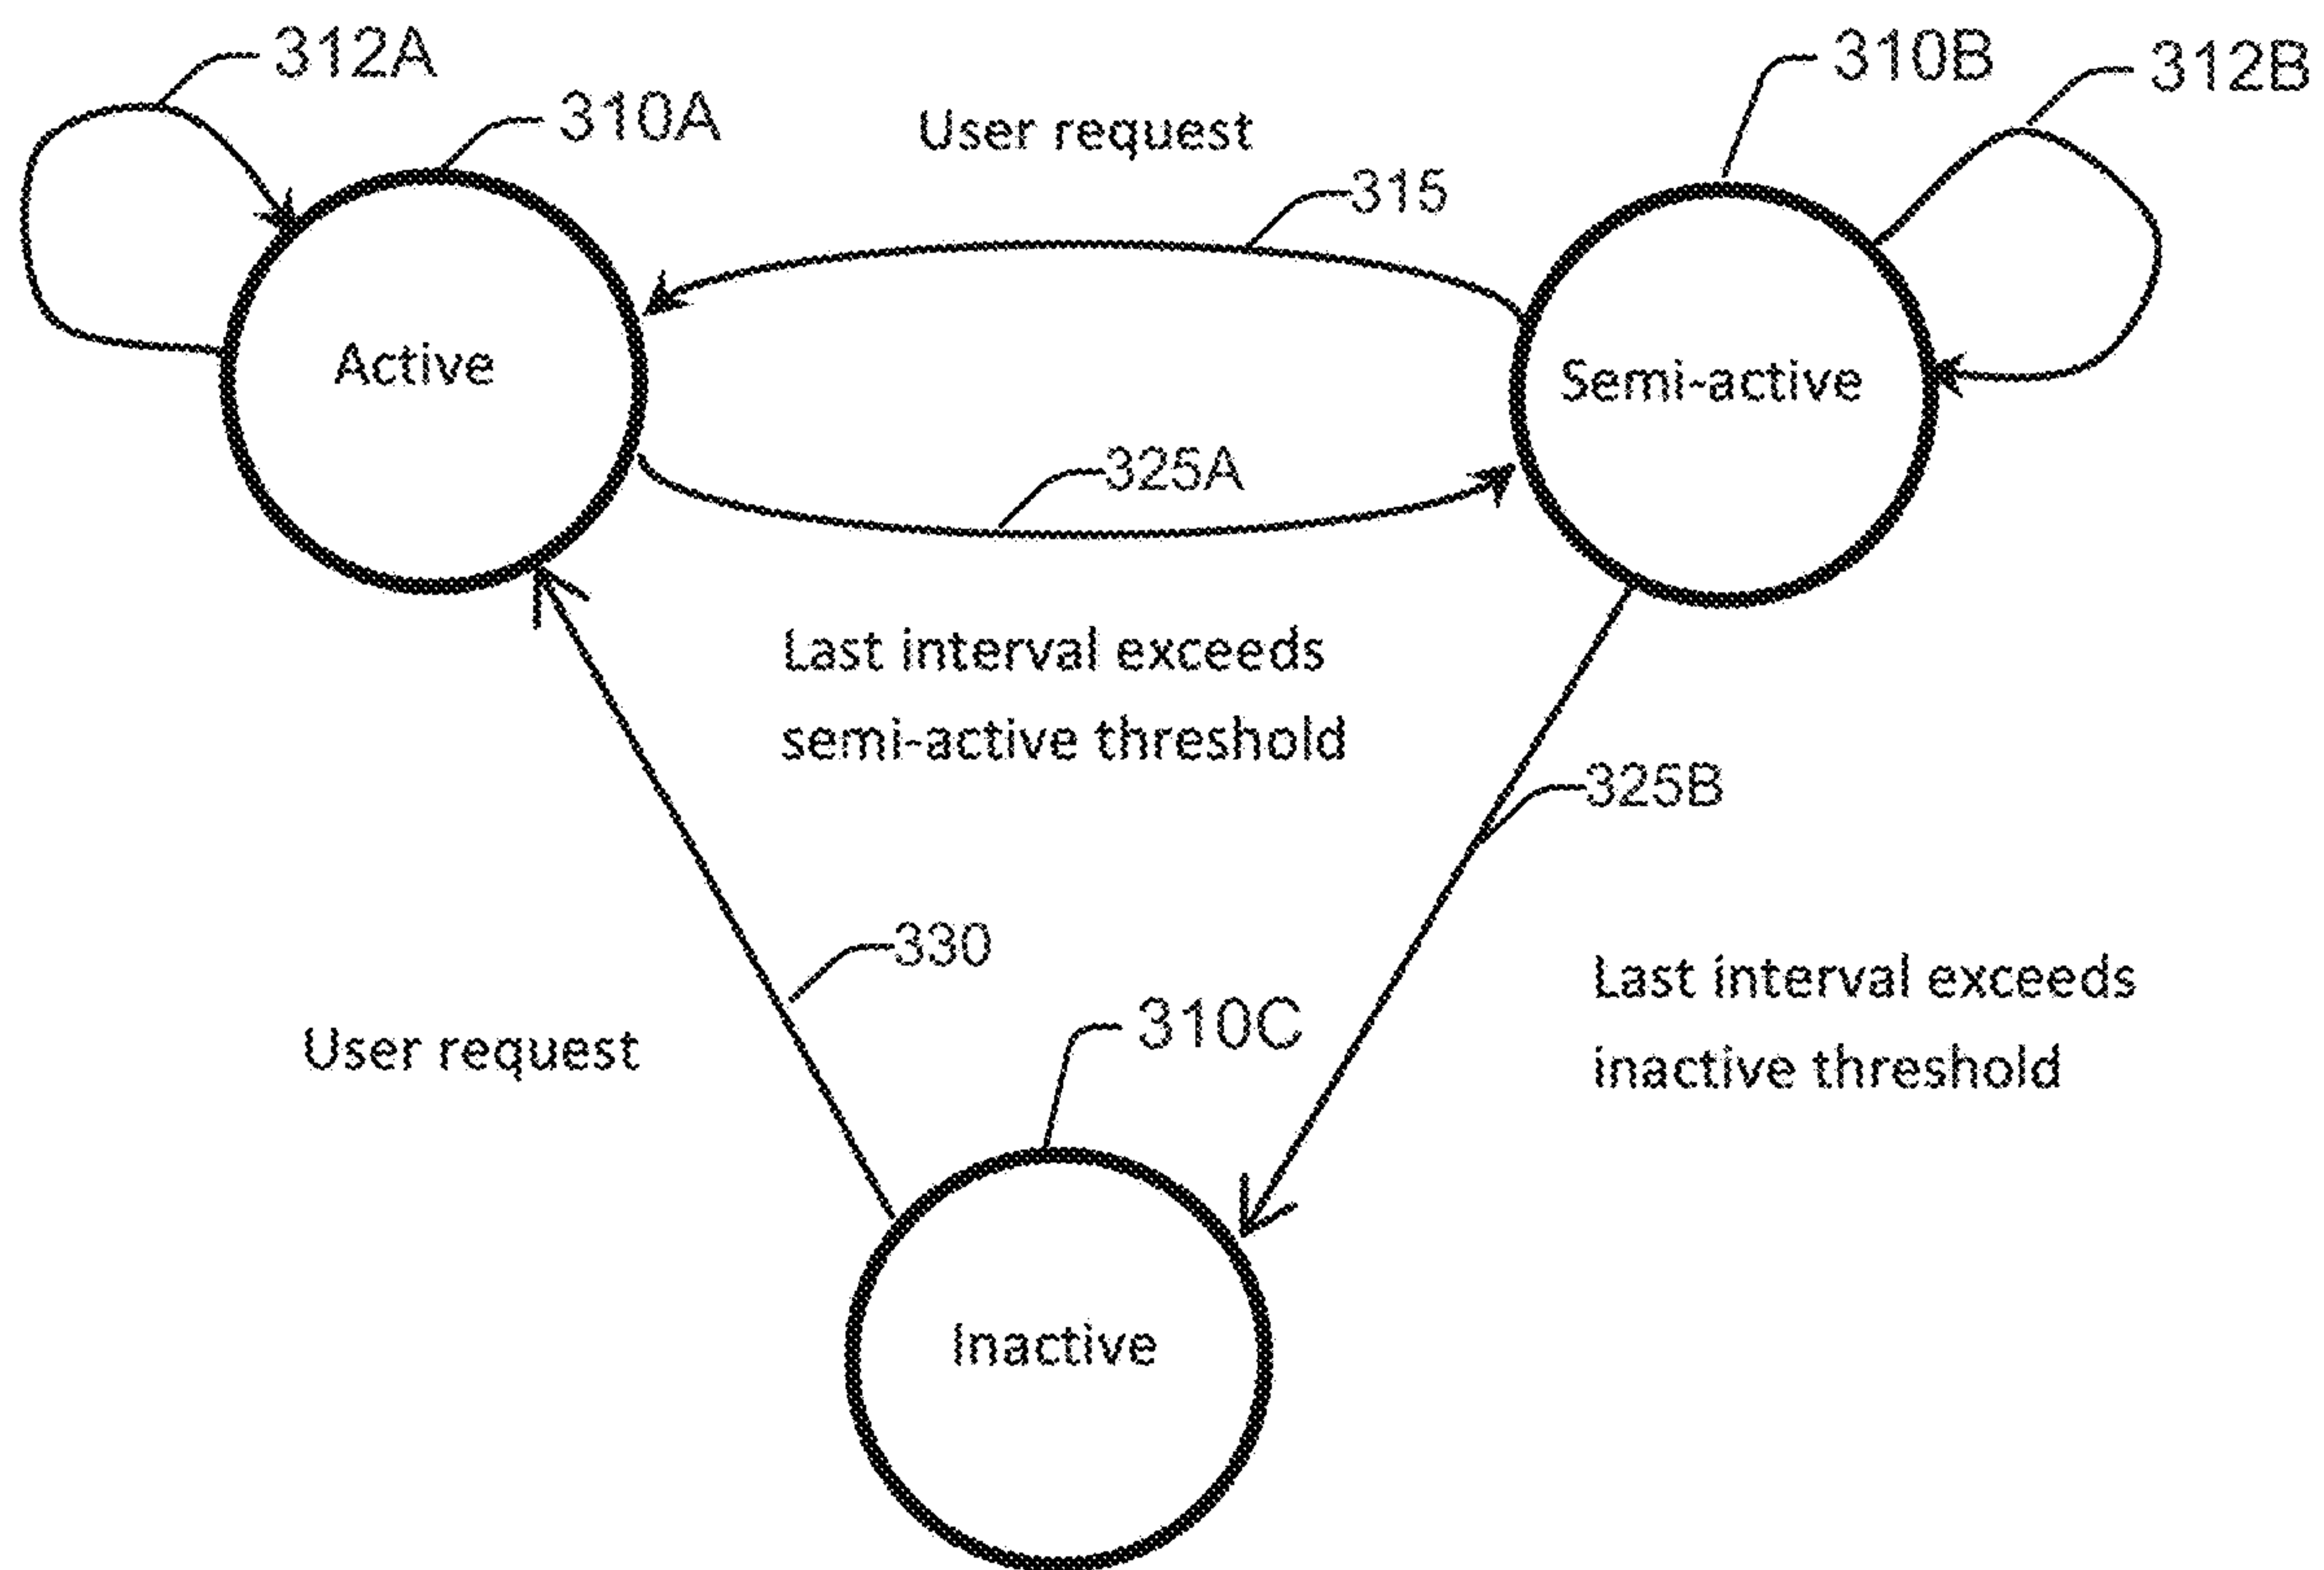 312A
310A
User request
310B
312B
315
Active
Semi-active
325A
Last interval exceeds
semi-active threshold
325B
330
User request
310C
Last interval exceeds
inactive threshold
Inactive